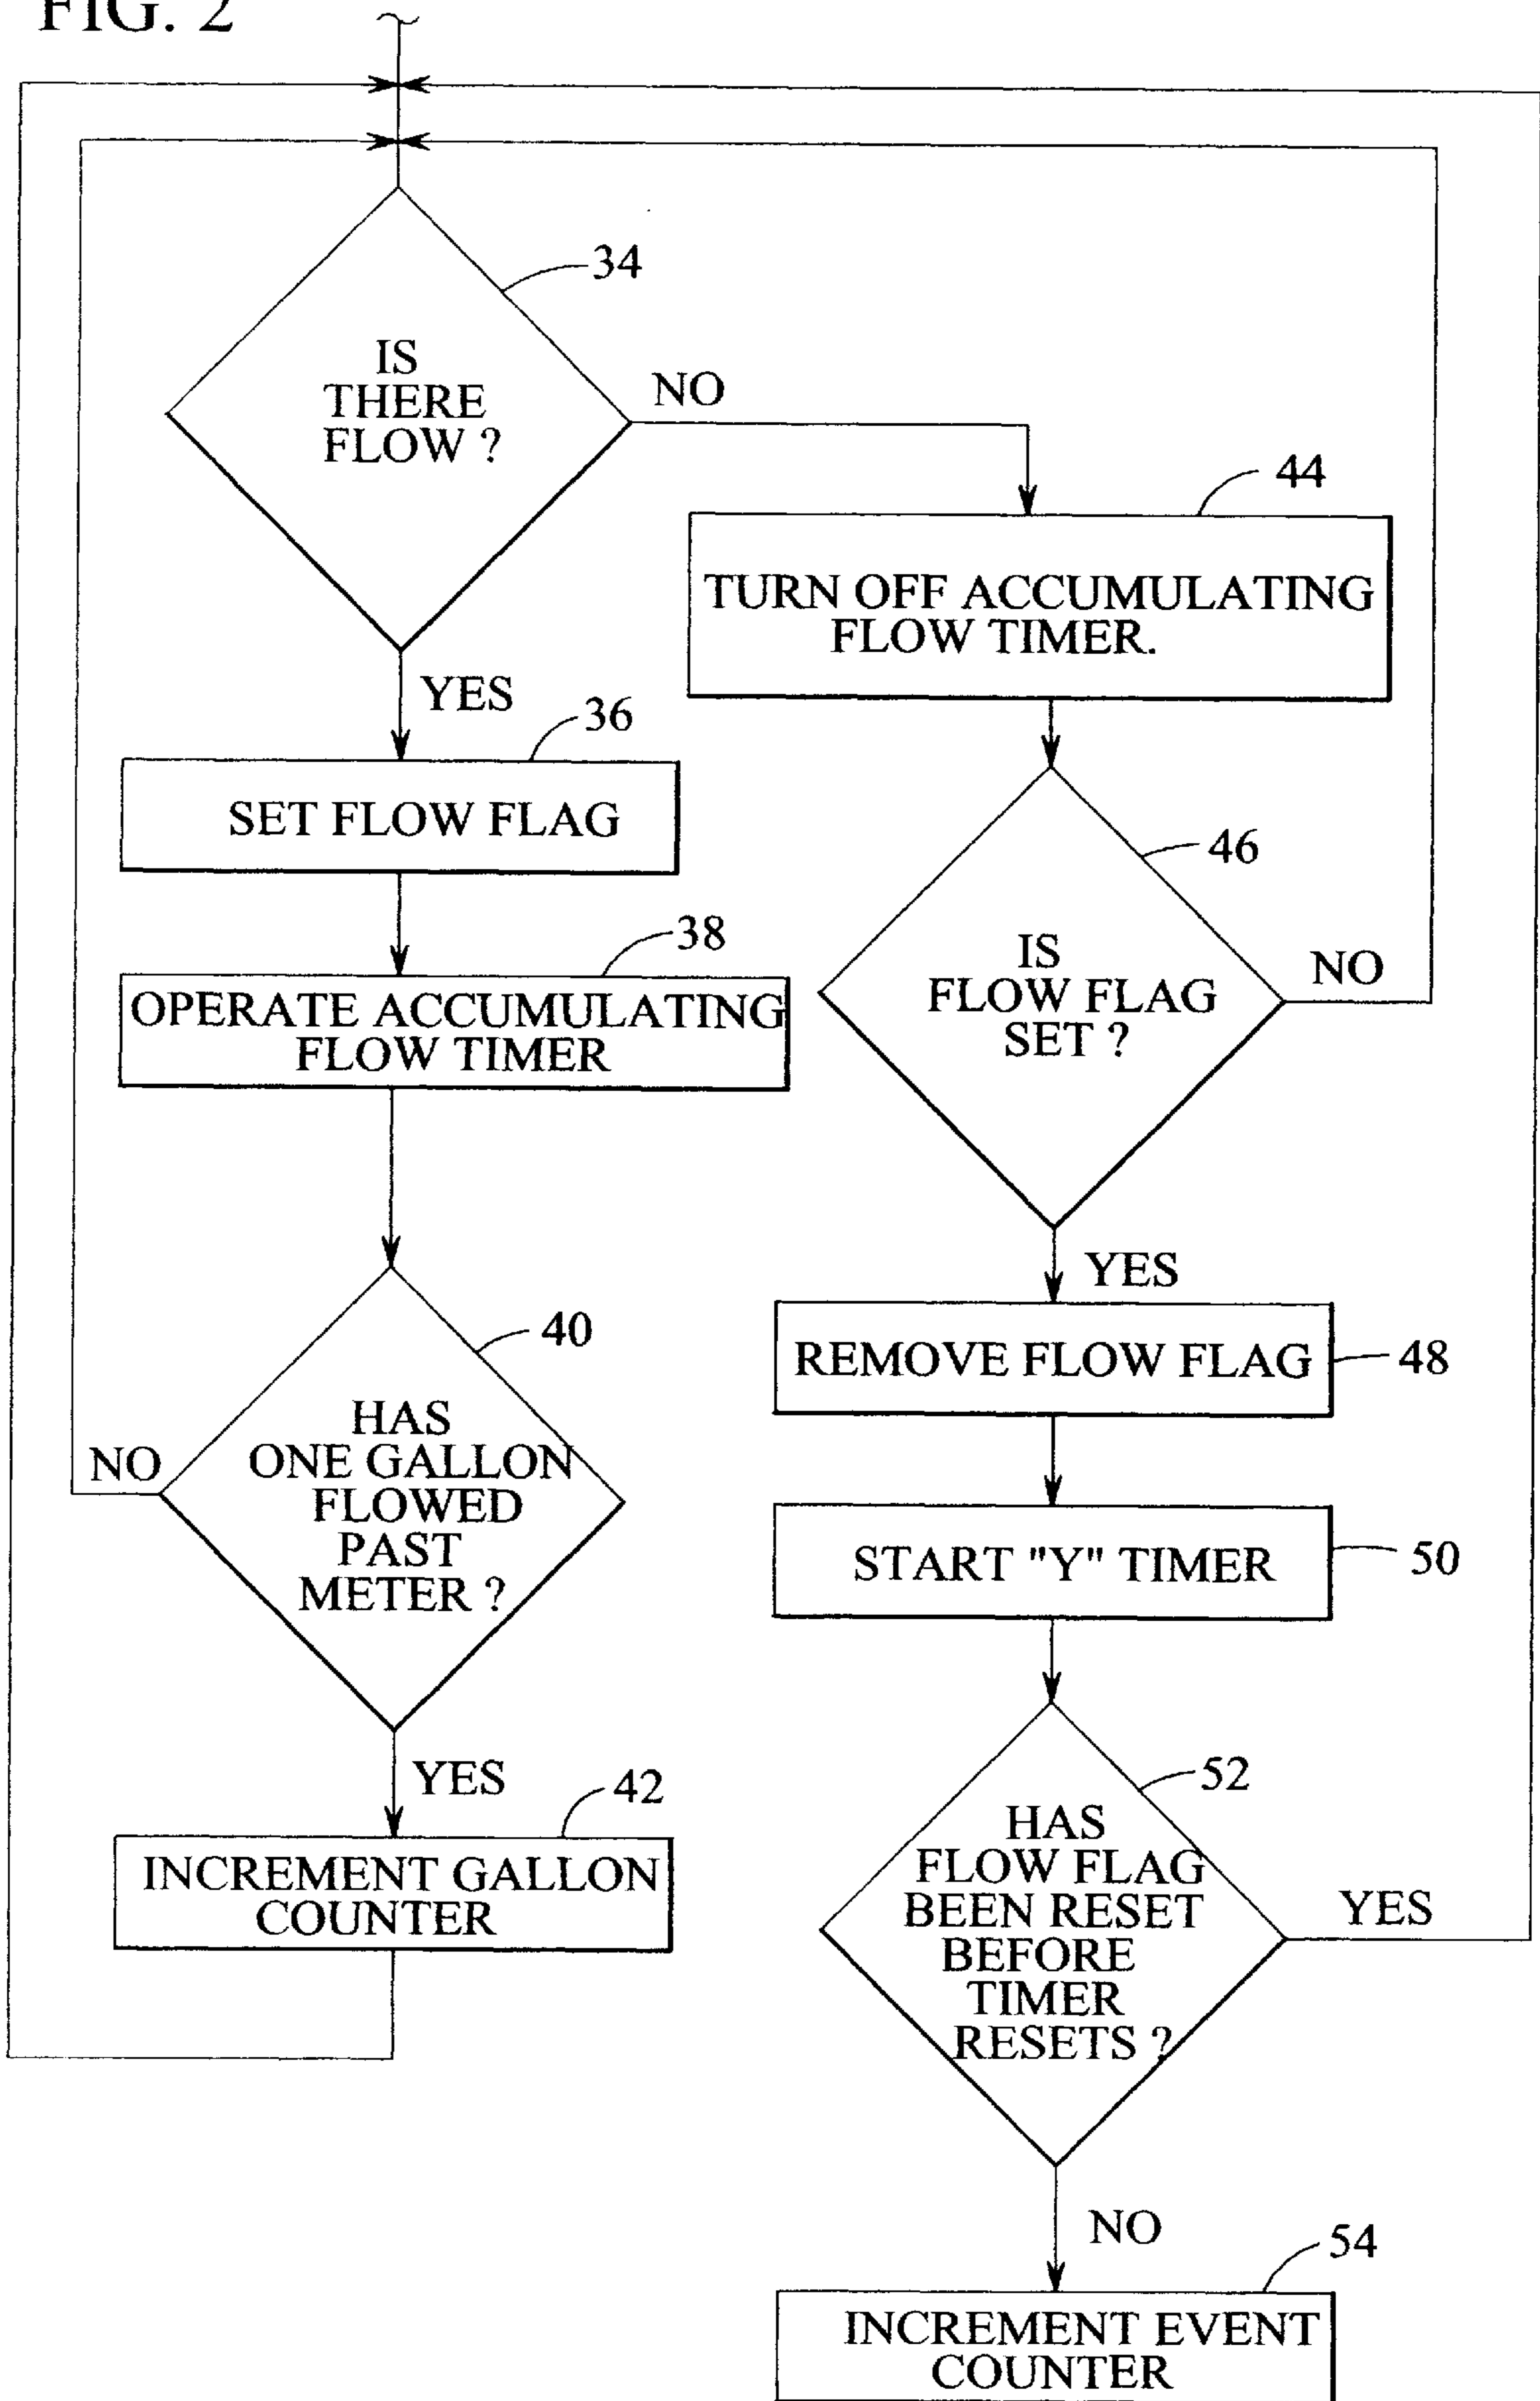 FIG. 2
34
IS
THERE
FLOW ?
NO
YES
36
SET FLOW FLAG
38
OPERATE ACCUMULATING
FLOW TIMER
40
HAS
ONE GALLON
FLOWED
PAST
METER ?
NO
YES
42
INCREMENT GALLON
COUNTER
44
TURN OFF ACCUMULATING
FLOW TIMER.
46
IS
FLOW FLAG
SET ?
NO
YES
REMOVE FLOW FLAG
48
START "Y" TIMER
50
52
HAS
FLOW FLAG
BEEN RESET
BEFORE
TIMER
RESETS ?
YES
NO
54
INCREMENT EVENT
COUNTER